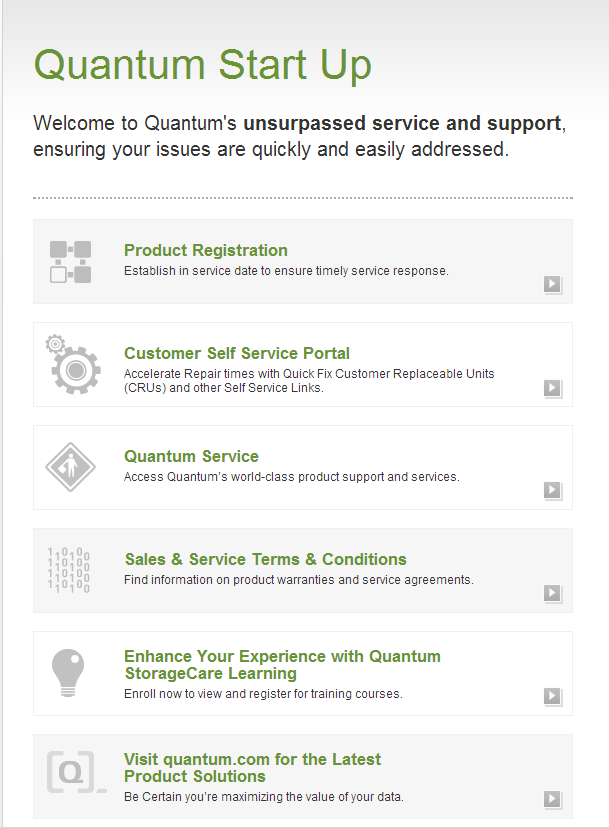 Quantum Start Up
Welcome to Quantum's unsurpassed service and support,
ensuring your issues are quickly and easily addressed.
Product Registration
Establish in service date to ensure timely service response.
Customer Self Service Portal
Accelerate Repair times with Quick Fix Customer Replaceable Units
(CRUs) and other Self Service Links.
Quantum Service
Access Quantum's world-class product support and services.
110100
110100
110100
110100
Sales & Service Terms & Conditions
Find information on product warranties and service agreements.
Enhance Your Experience with Quantum
StorageCare Learning
Enroll now to view and register for training courses.
Q
Visit quantum.com for the Latest
Product Solutions
Be Certain you're maximizing the value of your data.